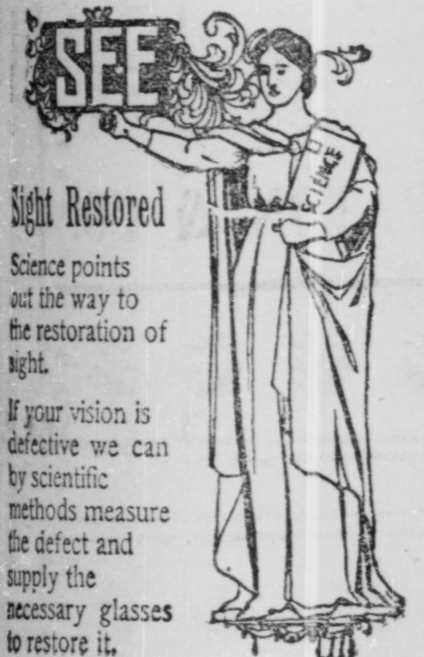 SEE
SCIENCE
Sight Restored
Science points
out the way to
the restoration of
sight.
If your vision is
defective we can
by scientific
methods measure
the defect and
supply the
necessary glasses
to restore it.